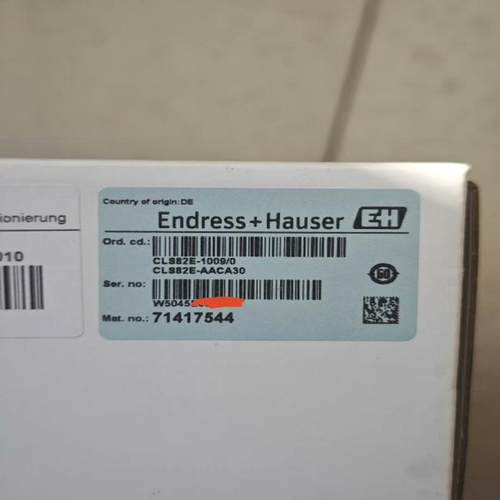 Country of origin:DE
Endress+Hauser EH
Ord. cd.:
CLS82E-1009/0
CLS82E-AACA30
Ser. no:
Mat. no.: 71417544
ionierung
010